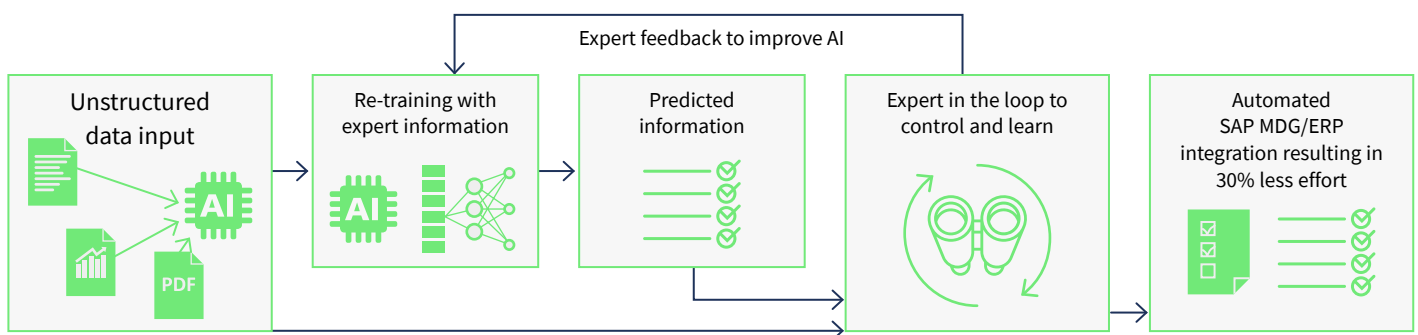 Expert feedback to improve AI
Unstructured
data input
AI
PDF
Re-training with
expert information
AI
Predicted
information
Expert in the loop to
control and learn
Automated
SAP MDG/ERP
integration resulting in
30% less effort